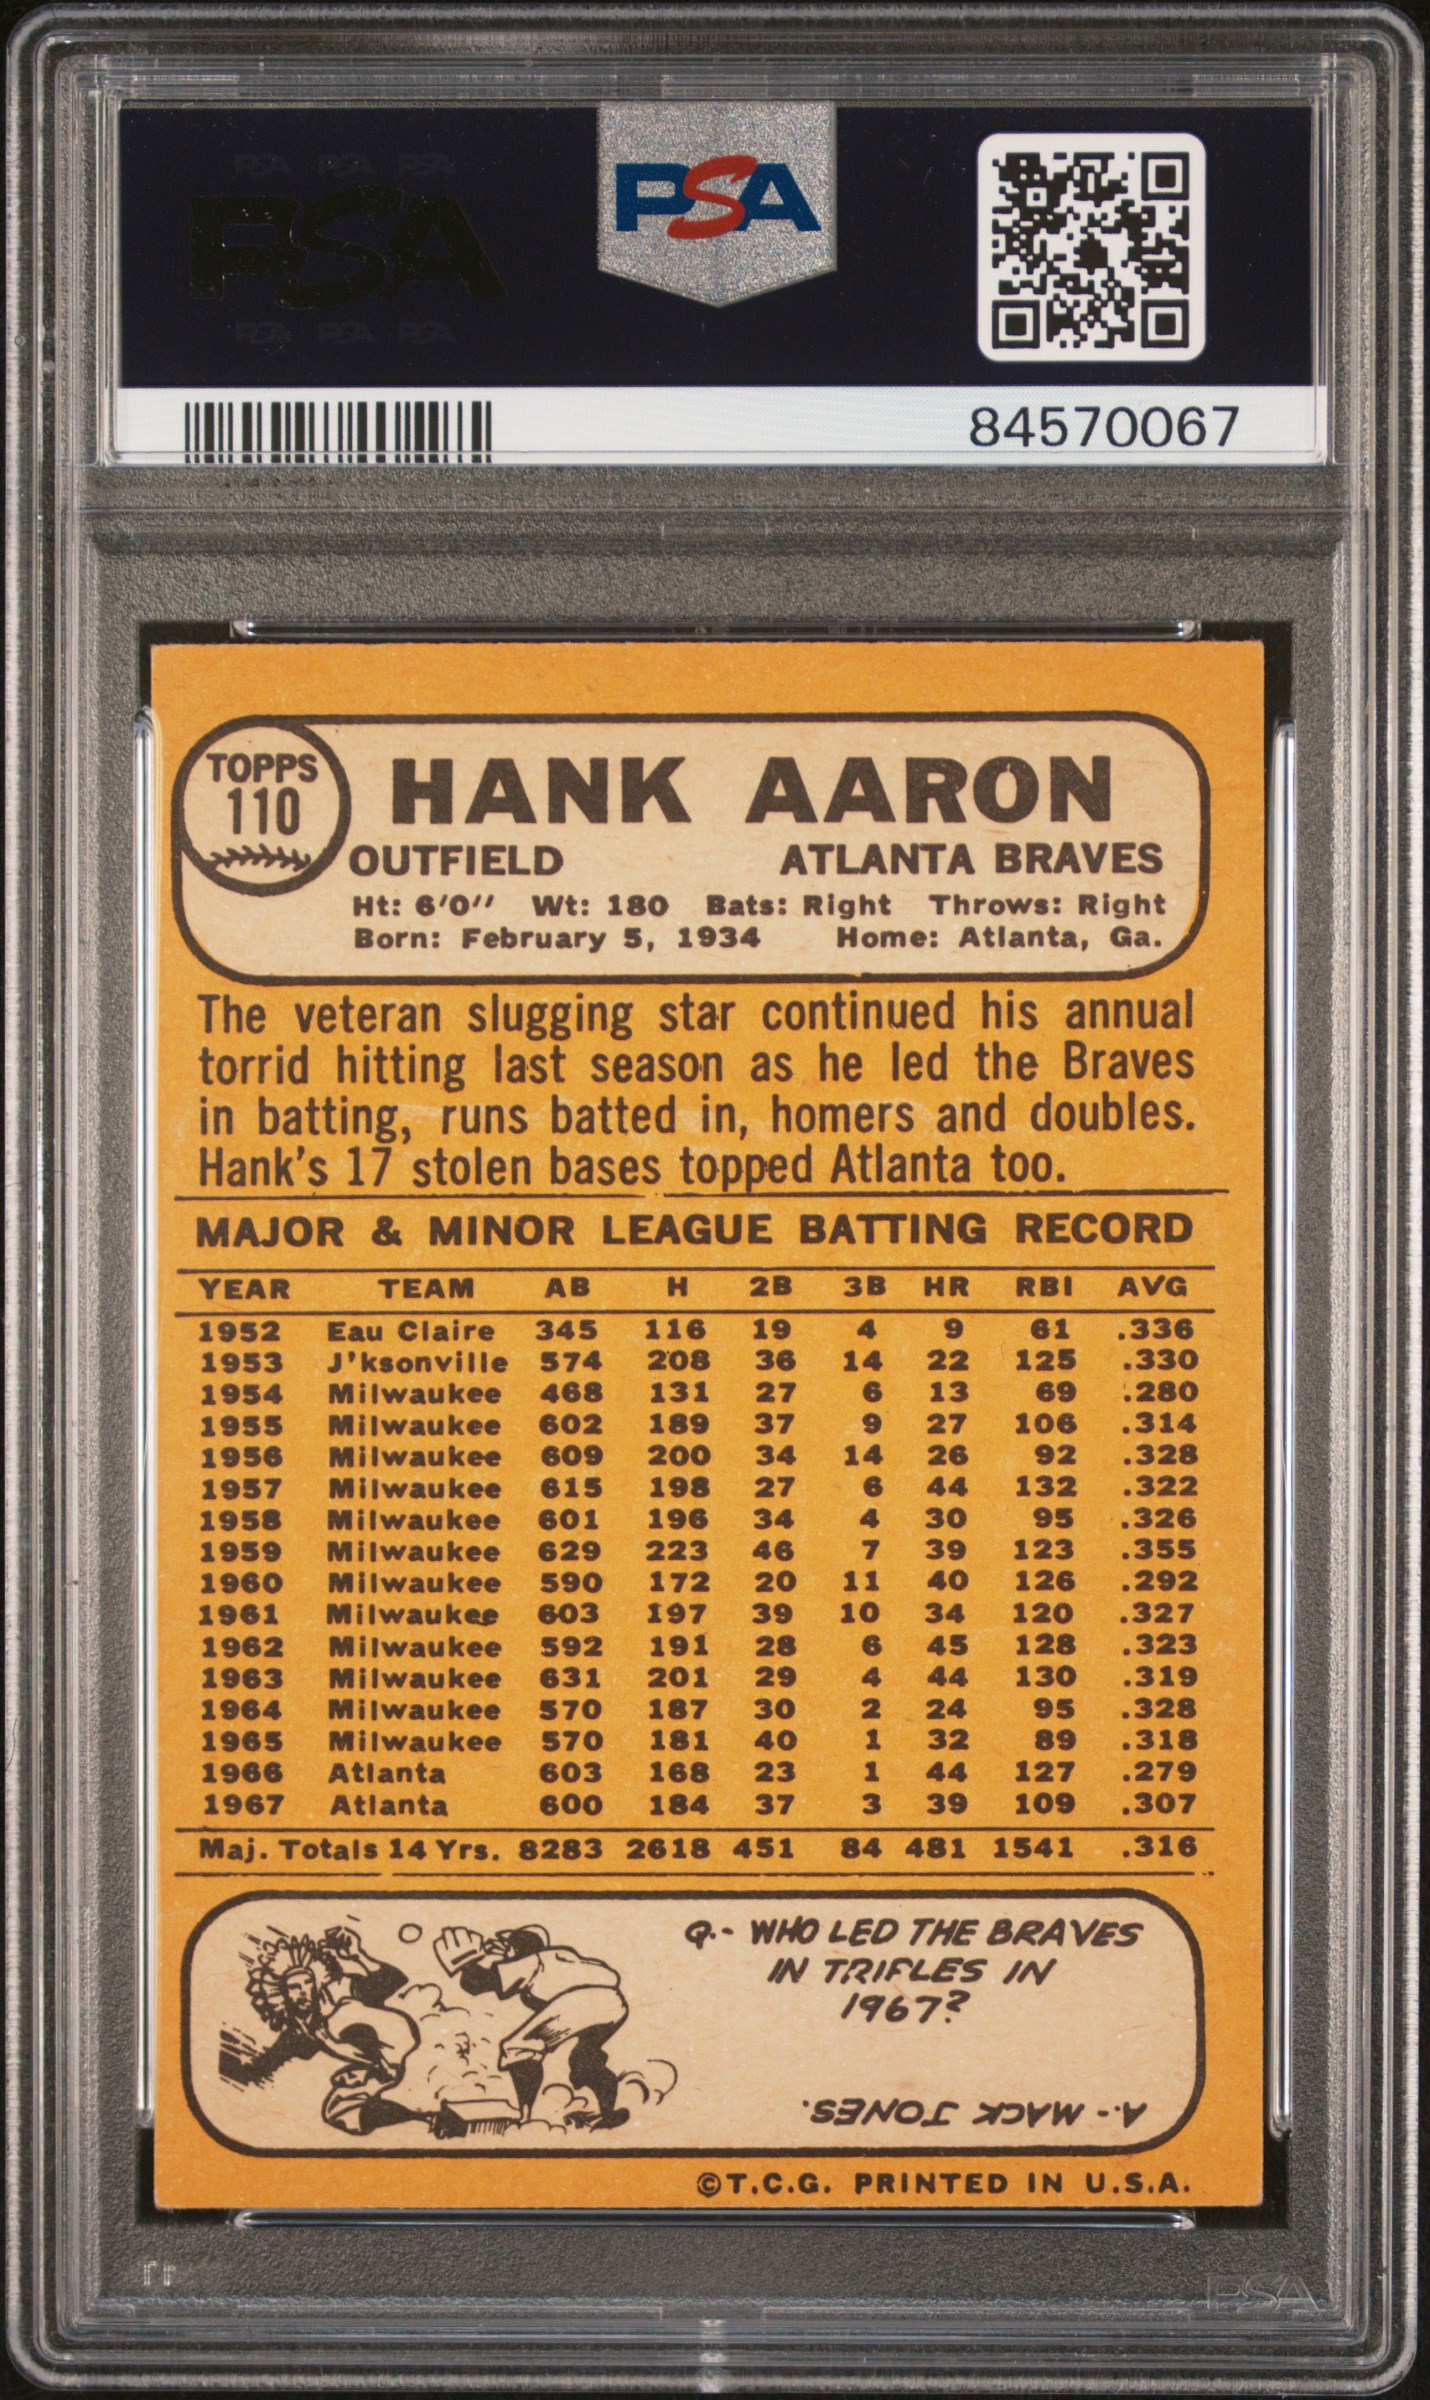 PSA PSA PSA
PSA
PSA PSA PSA
PSA
84570067
TOPPS
110
HANK AARON
OUTFIELD ATLANTA BRAVES
Ht: 6'0'' Wt: 180 Bats: Right Throws: Right
Born: February 5, 1934 Home: Atlanta, Ga.
The veteran slugging star continued his annual
torrid hitting last season as he led the Braves
in batting, runs batted in, homers and doubles.
Hank's 17 stolen bases topped Atlanta too.
MAJOR & MINOR LEAGUE BATTING RECORD
YEAR TEAM AB H 2B 3B HR RBI AVG
1952 Eau Claire 345 116 19 4 9 61 .336
1953 J'ksonville 574 208 36 14 22 125 .330
1954 Milwaukee 468 131 27 6 13 69 .280
1955 Milwaukee 602 189 37 9 27 106 .314
1956 Milwaukee 609 200 34 14 26 92 .328
1957 Milwaukee 615 198 27 6 44 132 .322
1958 Milwaukee 601 196 34 4 30 95 .326
1959 Milwaukee 629 223 46 7 39 123 .355
1960 Milwaukee 590 172 20 11 40 126 .292
1961 Milwaukee 603 197 39 10 34 120 .327
1962 Milwaukee 592 191 28 6 45 128 .323
1963 Milwaukee 631 201 29 4 44 130 .319
1964 Milwaukee 570 187 30 2 24 95 .328
1965 Milwaukee 570 181 40 1 32 89 .318
1966 Atlanta 603 168 23 1 44 127 .279
1967 Atlanta 600 184 37 3 39 109 .307
Maj. Totals 14 Yrs. 8283 2618 451 84 481 1541 .316
Q.- WHO LED THE BRAVES
IN TRIPLES IN
1967?
A.- MACK JONES.
©T.C.G. PRINTED IN U.S.A.
PSA